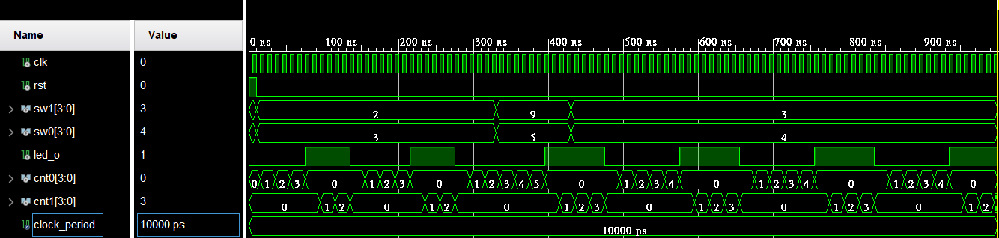 Name Value
0 ns 100 ns 200 ns 300 ns 400 ns 500 ns 600 ns 700 ns 800 ns 900 ns
clk 0
rst 0
sw1[3:0] 3 2 9 3
sw0[3:0] 4 3 5 4
led_o 1
cnt0[3:0] 0 0 1 2 3 0 1 2 3 0 1 2 3 4 5 0 1 2 3 4 0 1 2 3 4 0 1 2 3 4 0
cnt1[3:0] 3 0 1 2 0 1 2 0 1 2 3 0 1 2 3 0 1 2 3 0 1 2
clock_period 10000 ps 10000 ps